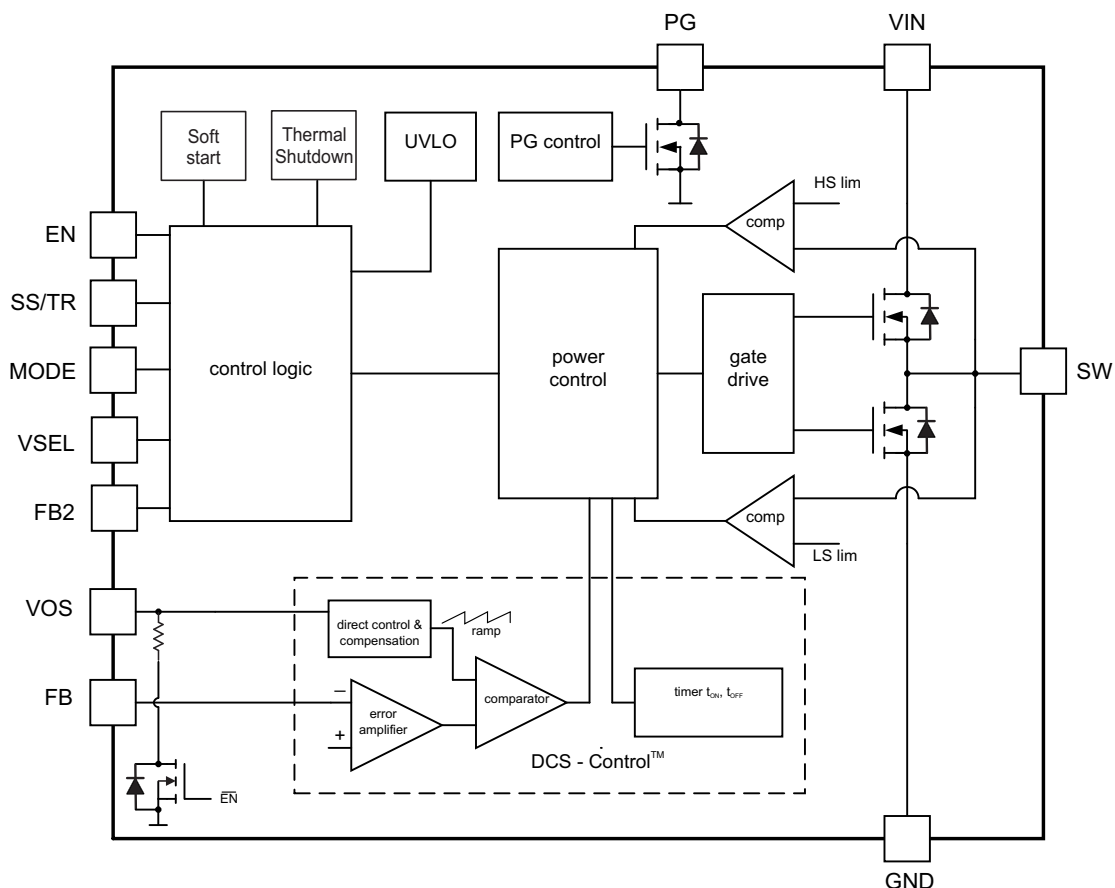 PG
VIN
Soft
start
Thermal
Shutdown
UVLO
PG control
HS lim
comp
EN
SS/TR
MODE
VSEL
FB2
control logic
power
control
gate
drive
SW
comp
LS lim
VOS
FB
direct control &
compensation
ramp
comparator
error
amplifier
−
+
timer tON, tOFF
DCS - Control™
E̅N̅
GND